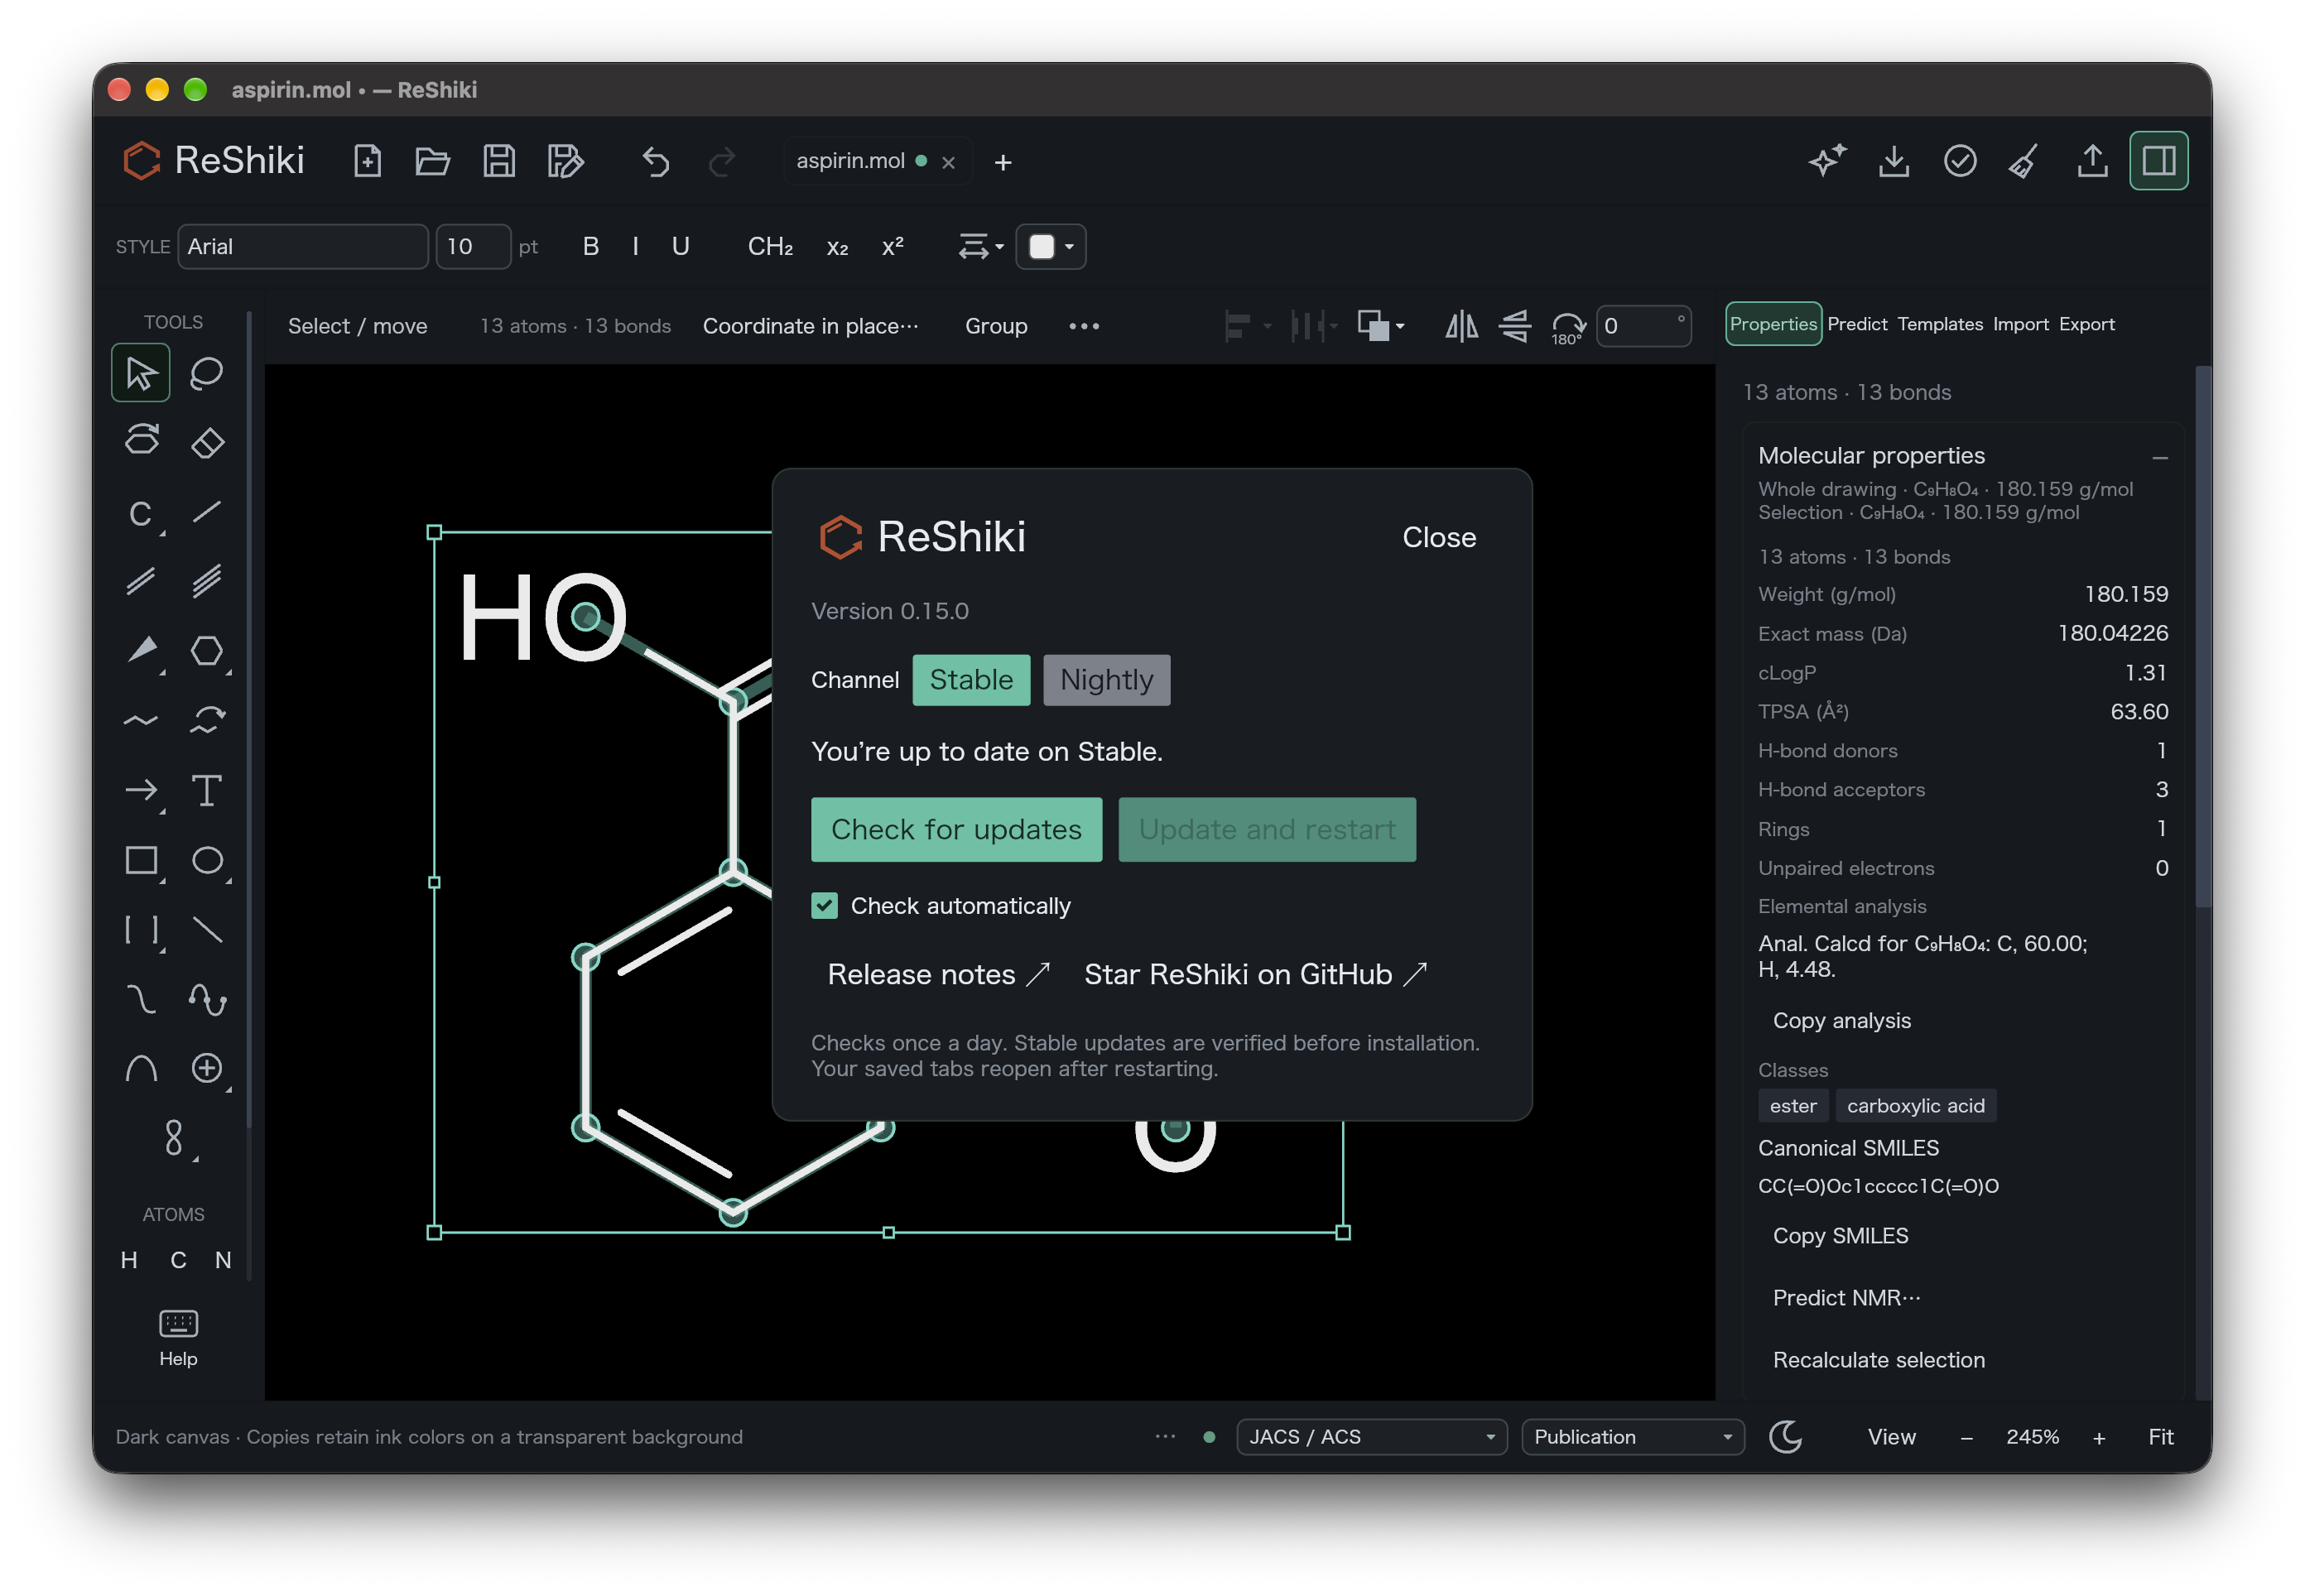 aspirin.mol • — ReShiki
ReShiki
aspirin.mol
STYLE Arial 10 pt B I U CH₂ x₂ x²
TOOLS
Select / move 13 atoms · 13 bonds Coordinate in place··· Group ••• 180° 0 °
Properties Predict Templates Import Export
C
T
ATOMS
H C N
Help
HO
O
ReShiki Close
Version 0.15.0
Channel Stable Nightly
You’re up to date on Stable.
Check for updates Update and restart
Check automatically
Release notes ↗ Star ReShiki on GitHub ↗
Checks once a day. Stable updates are verified before installation.
Your saved tabs reopen after restarting.
13 atoms · 13 bonds
Molecular properties –
Whole drawing · C₉H₈O₄ · 180.159 g/mol
Selection · C₉H₈O₄ · 180.159 g/mol
13 atoms · 13 bonds
Weight (g/mol) 180.159
Exact mass (Da) 180.04226
cLogP 1.31
TPSA (Å²) 63.60
H-bond donors 1
H-bond acceptors 3
Rings 1
Unpaired electrons 0
Elemental analysis
Anal. Calcd for C₉H₈O₄: C, 60.00;
H, 4.48.
Copy analysis
Classes
ester carboxylic acid
Canonical SMILES
CC(=O)Oc1ccccc1C(=O)O
Copy SMILES
Predict NMR···
Recalculate selection
Dark canvas · Copies retain ink colors on a transparent background ··· JACS / ACS Publication View – 245% + Fit